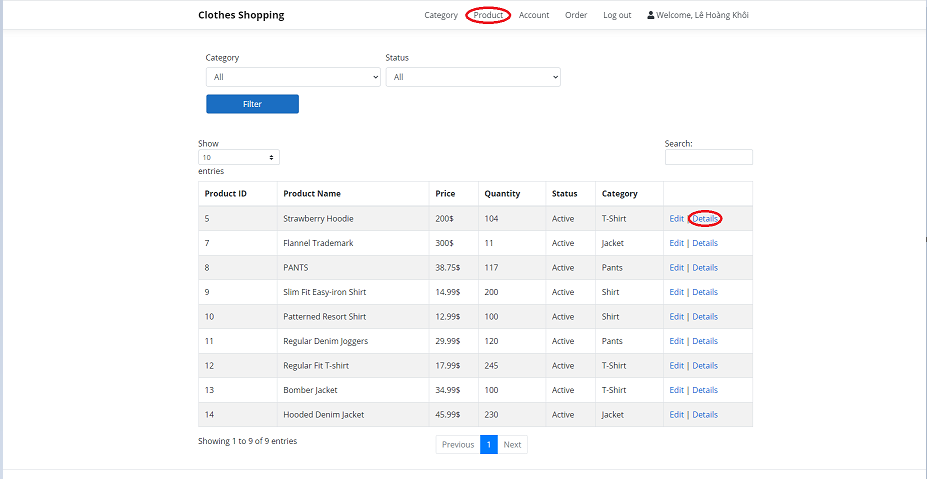 Clothes Shopping Category Product Account Order Log out Welcome, Lê Hoàng Khôi
Category Status
All All
Filter
Show Search:
10
entries
Product ID Product Name Price Quantity Status Category
5 Strawberry Hoodie 200$ 104 Active T-Shirt Edit | Details
7 Flannel Trademark 300$ 11 Active Jacket Edit | Details
8 PANTS 38.75$ 117 Active Pants Edit | Details
9 Slim Fit Easy-iron Shirt 14.99$ 200 Active Shirt Edit | Details
10 Patterned Resort Shirt 12.99$ 100 Active Shirt Edit | Details
11 Regular Denim Joggers 29.99$ 120 Active Pants Edit | Details
12 Regular Fit T-shirt 17.99$ 245 Active T-Shirt Edit | Details
13 Bomber Jacket 34.99$ 100 Active T-Shirt Edit | Details
14 Hooded Denim Jacket 45.99$ 230 Active Jacket Edit | Details
Showing 1 to 9 of 9 entries Previous 1 Next